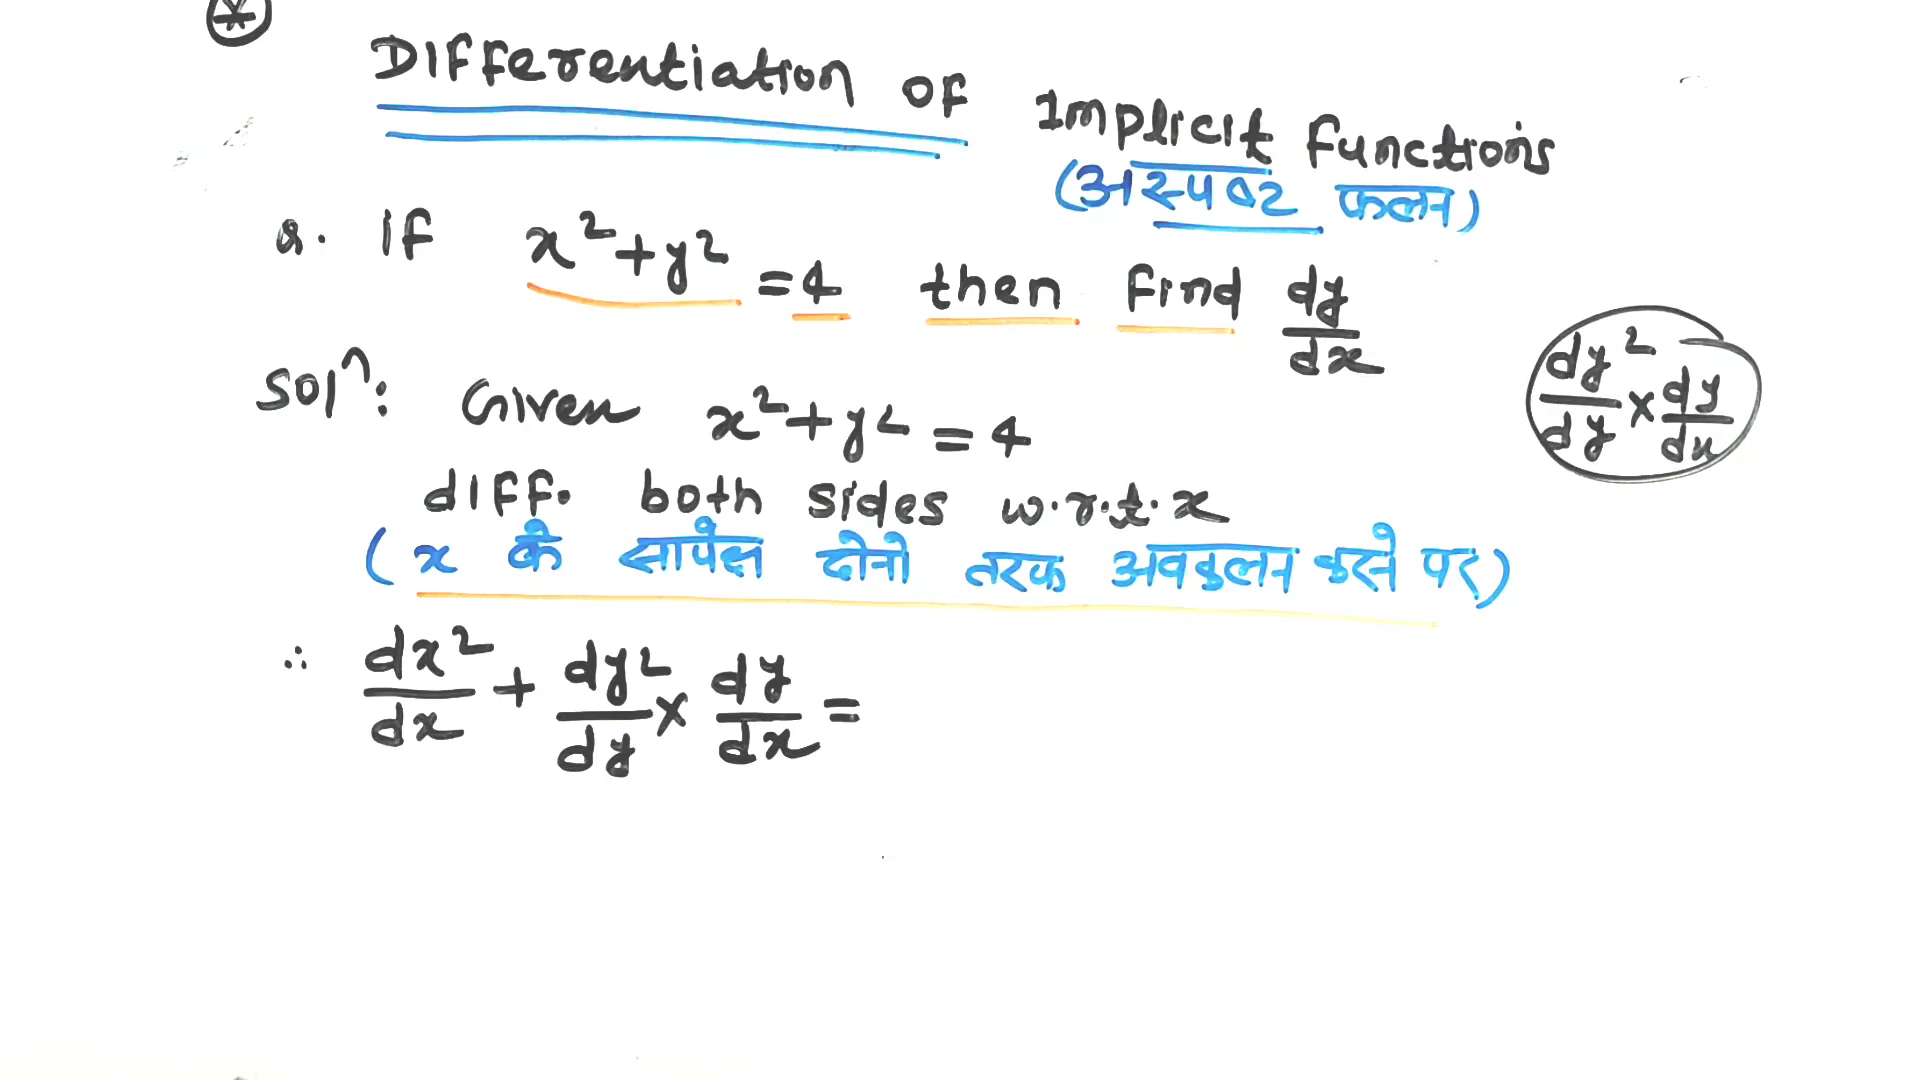 Differentiation of Implicit Functions
(अस्पष्ट फलन)
Q. If x²+y² =4 then find dy/dx
Solⁿ: Given x²+y² = 4
dy²/dy × dy/dx
diff. both sides w.r.t. x
(x के सापेक्ष दोनो तरफ अवकलन करने पर)
∴ dx²/dx + dy²/dy × dy/dx =